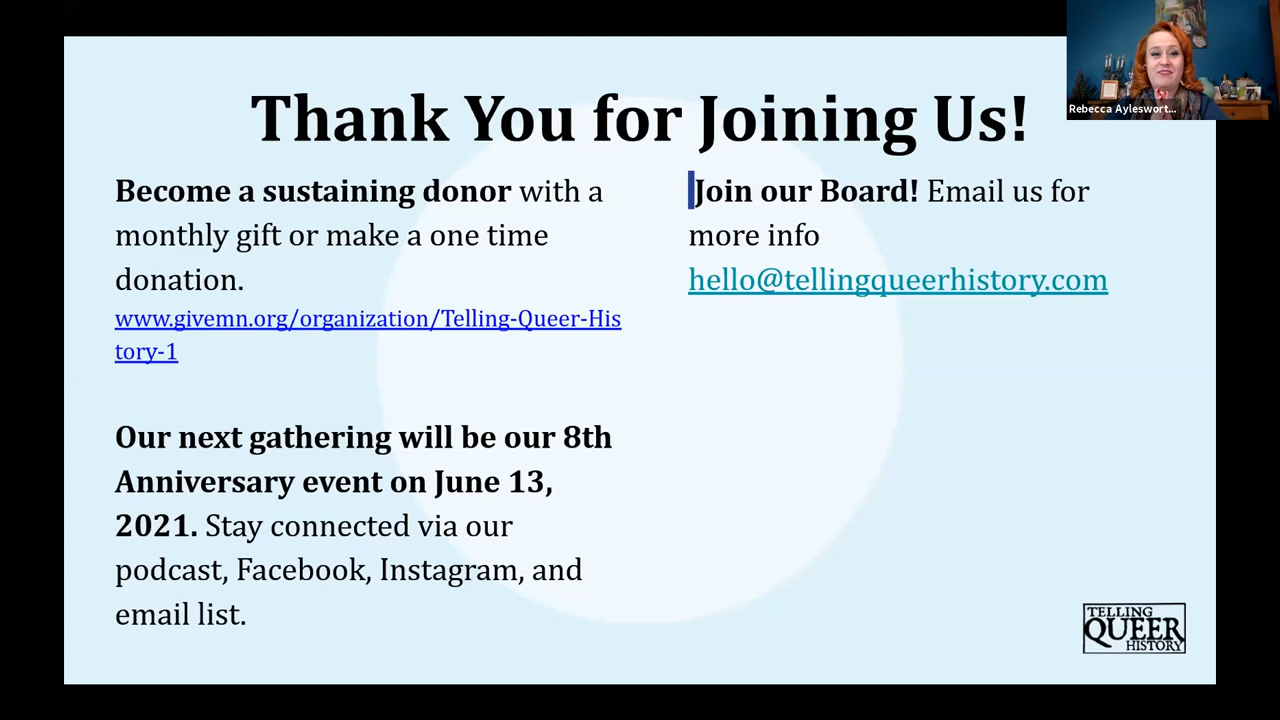 Thank You for Joining Us!
Become a sustaining donor with a
monthly gift or make a one time
donation.
www.givemn.org/organization/Telling-Queer-His
tory-1
Our next gathering will be our 8th
Anniversary event on June 13,
2021. Stay connected via our
podcast, Facebook, Instagram, and
email list.
Join our Board! Email us for
more info
hello@tellingqueerhistory.com
Rebecca Ayleswort...
TELLING
QUEER
HISTORY